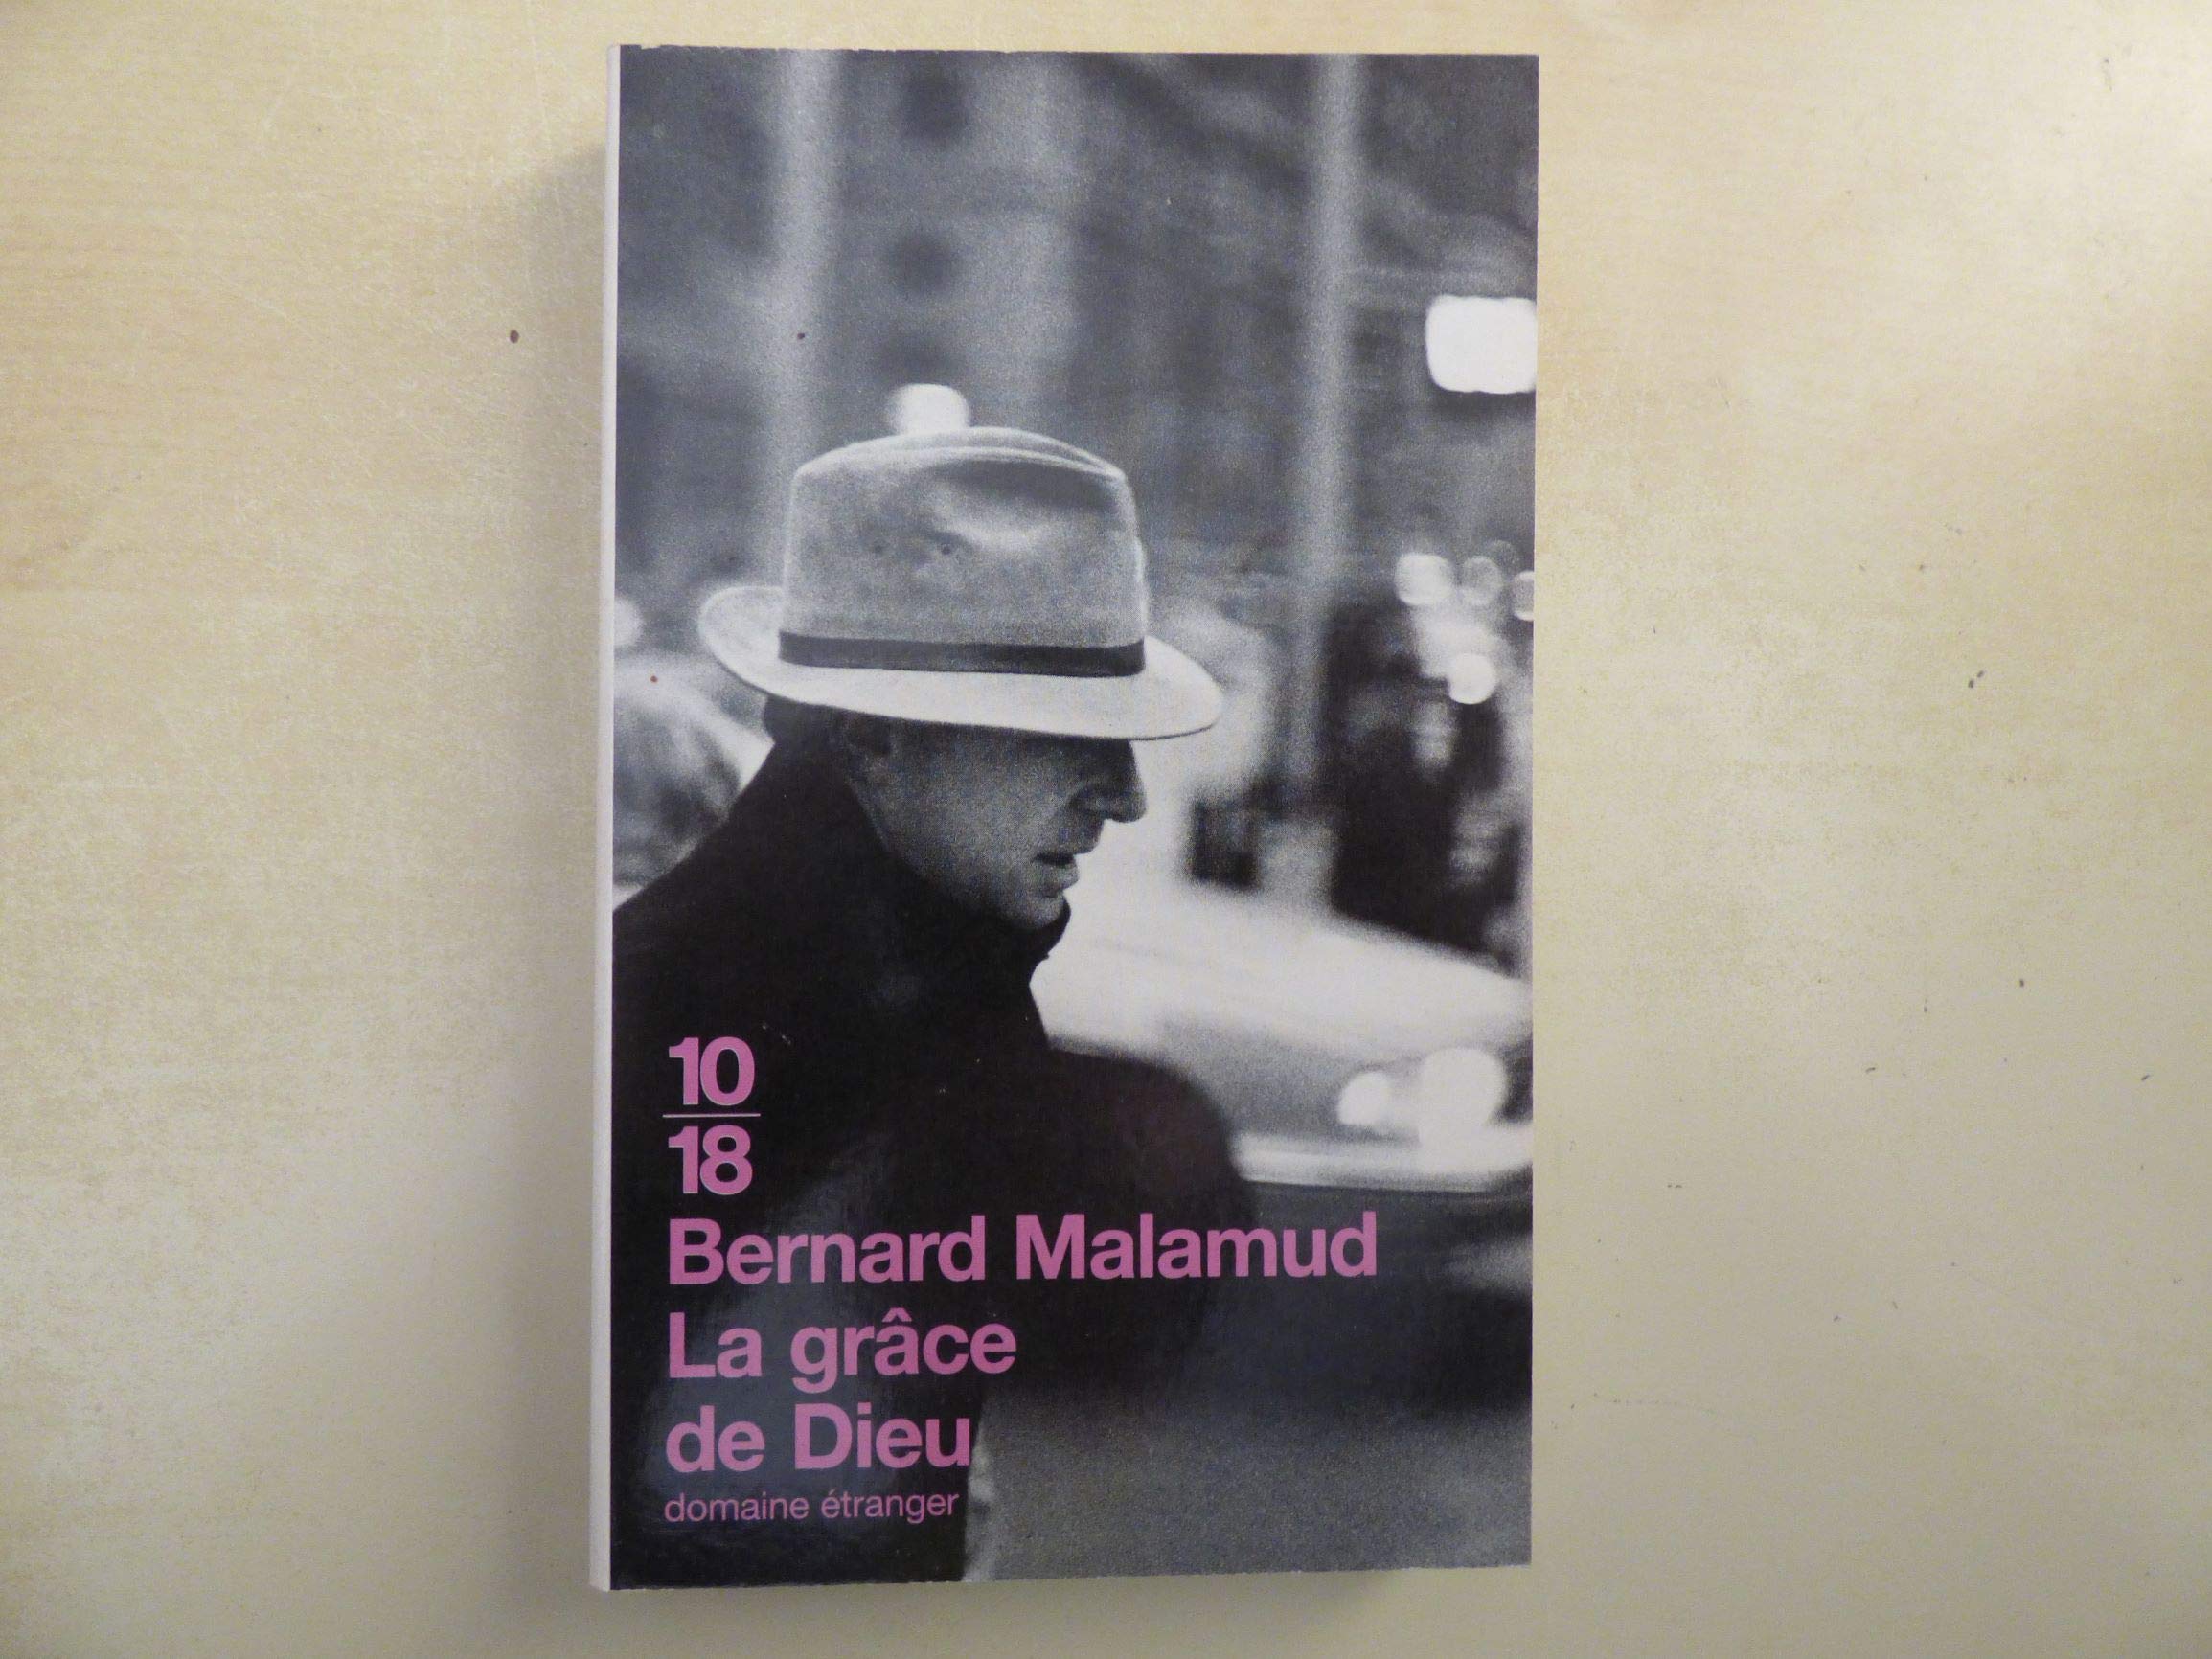 10
18
Bernard Malamud
La grâce
de Dieu
domaine étranger